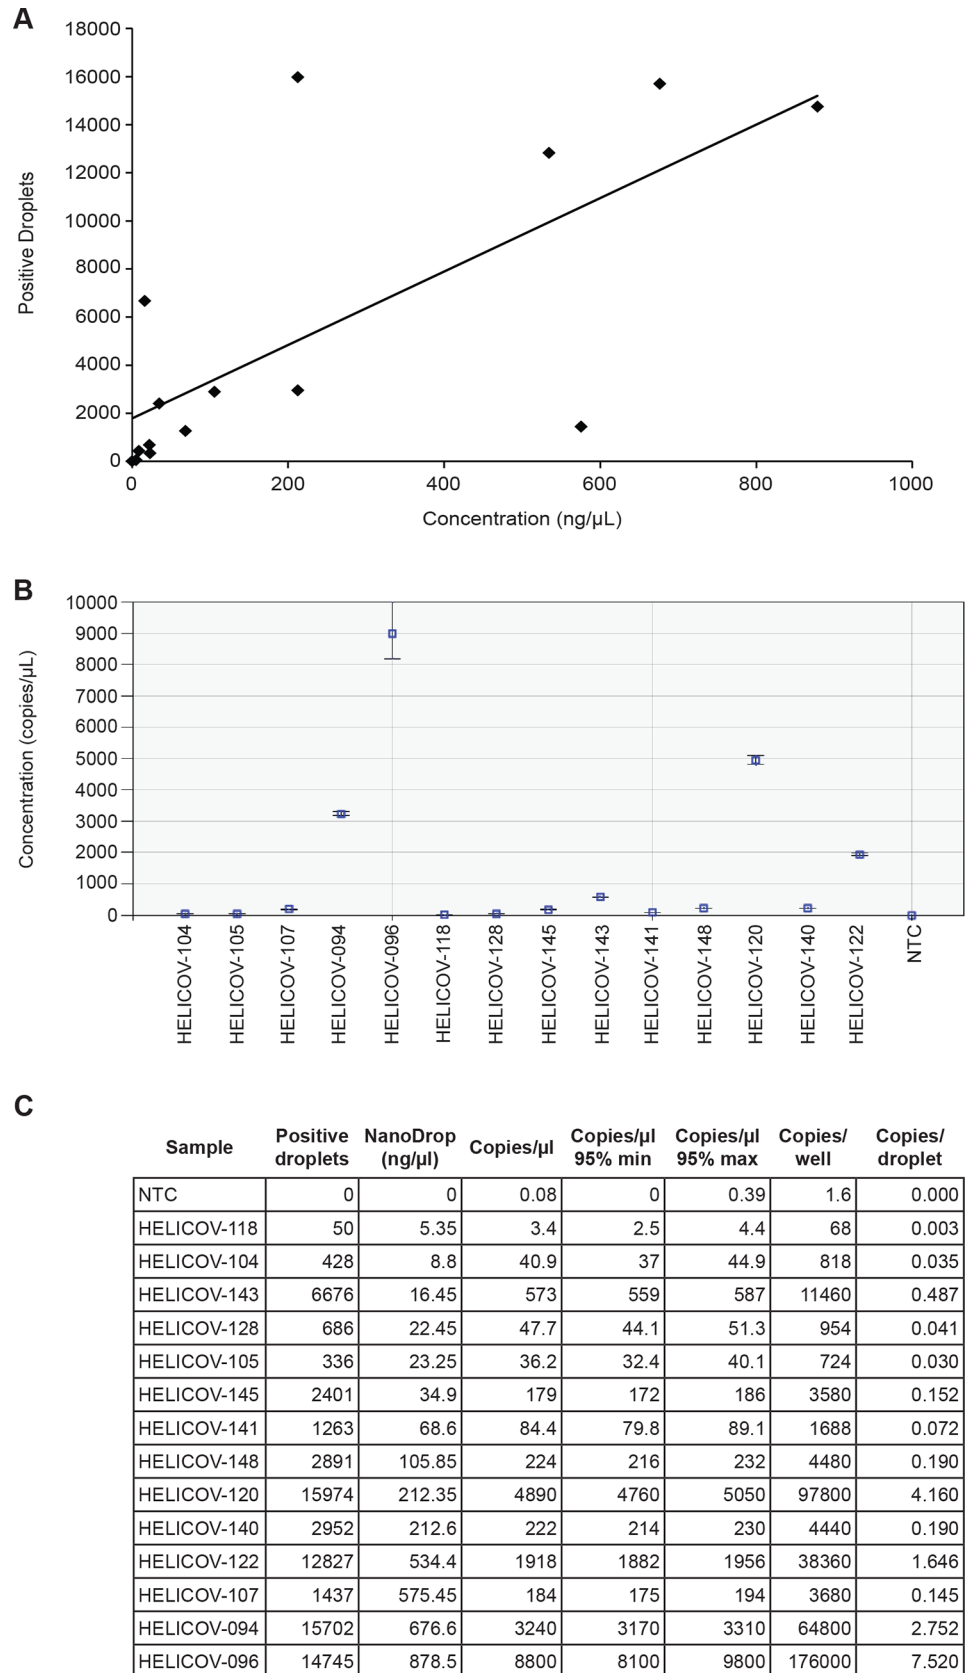 A
18000
16000
14000
12000
10000
8000
6000
4000
2000
0
Positive Droplets
0 200 400 600 800 1000
Concentration (ng/µL)
B
10000
9000
8000
7000
6000
5000
4000
3000
2000
1000
0
Concentration (copies/µL)
HELICOV-104
HELICOV-105
HELICOV-107
HELICOV-094
HELICOV-096
HELICOV-118
HELICOV-128
HELICOV-145
HELICOV-143
HELICOV-141
HELICOV-148
HELICOV-120
HELICOV-140
HELICOV-122
NTC
C
Sample Positive droplets NanoDrop (ng/µl) Copies/µl Copies/µl 95% min Copies/µl 95% max Copies/ well Copies/ droplet
NTC 0 0 0.08 0 0.39 1.6 0.000
HELICOV-118 50 5.35 3.4 2.5 4.4 68 0.003
HELICOV-104 428 8.8 40.9 37 44.9 818 0.035
HELICOV-143 6676 16.45 573 559 587 11460 0.487
HELICOV-128 686 22.45 47.7 44.1 51.3 954 0.041
HELICOV-105 336 23.25 36.2 32.4 40.1 724 0.030
HELICOV-145 2401 34.9 179 172 186 3580 0.152
HELICOV-141 1263 68.6 84.4 79.8 89.1 1688 0.072
HELICOV-148 2891 105.85 224 216 232 4480 0.190
HELICOV-120 15974 212.35 4890 4760 5050 97800 4.160
HELICOV-140 2952 212.6 222 214 230 4440 0.190
HELICOV-122 12827 534.4 1918 1882 1956 38360 1.646
HELICOV-107 1437 575.45 184 175 194 3680 0.145
HELICOV-094 15702 676.6 3240 3170 3310 64800 2.752
HELICOV-096 14745 878.5 8800 8100 9800 176000 7.520